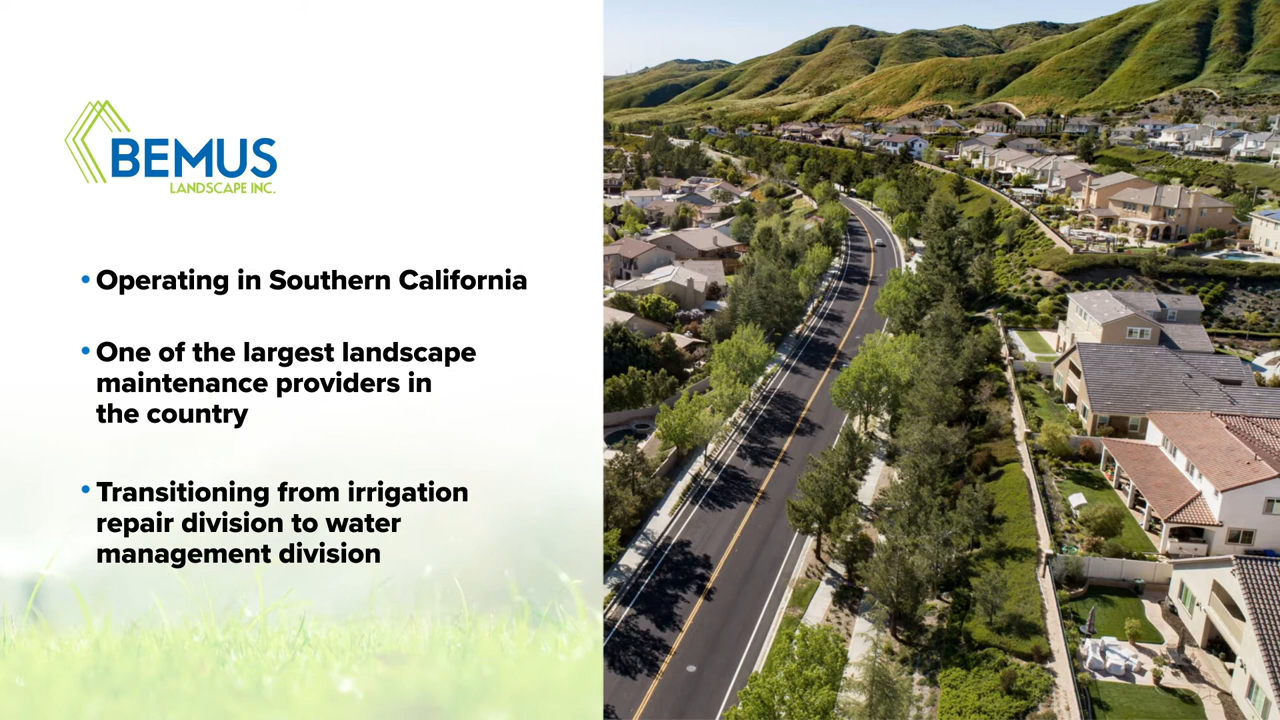 BEMUS
LANDSCAPE INC.
• Operating in Southern California
• One of the largest landscape
maintenance providers in
the country
• Transitioning from irrigation
repair division to water
management division